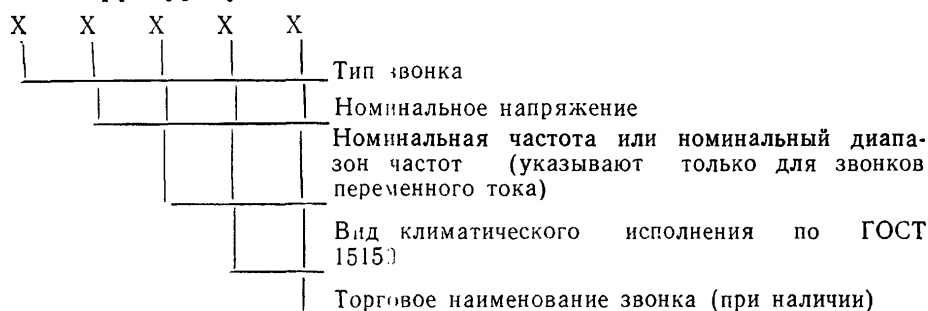 X X X X X
Тип звонка
Номинальное напряжение
Номинальная частота или номинальный диапа-
зон частот (указывают только для звонков
переменного тока)
Вид климатического исполнения по ГОСТ
15150
Торговое наименование звонка (при наличии)